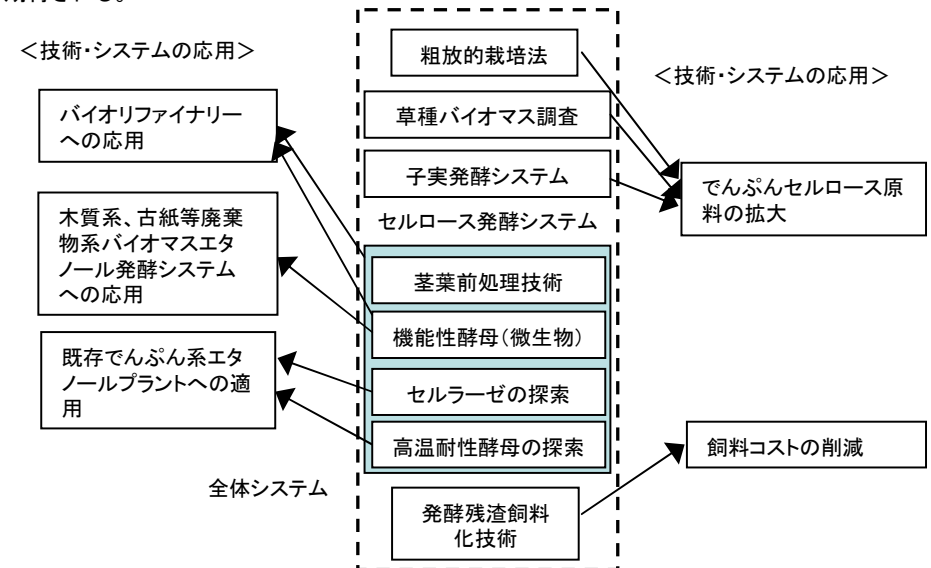 ＜技術・システムの応用＞
バイオリファイナリー
への応用
木質系、古紙等廃棄
物系バイオマスエタ
ノール発酵システム
への応用
既存でんぷん系エタ
ノールプラントへの適
用
全体システム
粗放的栽培法
草種バイオマス調査
子実発酵システム
セルロース発酵システム
茎葉前処理技術
機能性酵母（微生物）
セルラーゼの探索
高温耐性酵母の探索
発酵残渣飼料
化技術
＜技術・システムの応用＞
でんぷんセルロース原
料の拡大
飼料コストの削減